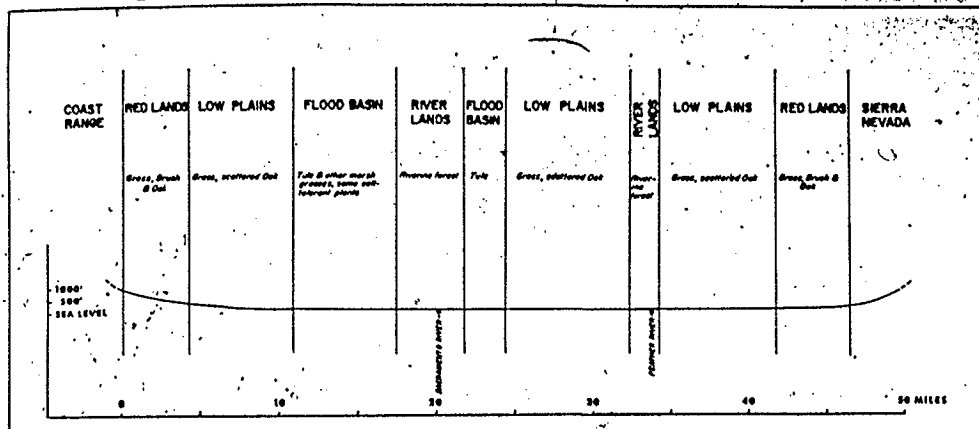 COAST RANGE
RED LANDS
LOW PLAINS
FLOOD BASIN
RIVER LANDS
FLOOD BASIN
LOW PLAINS
RIVER LANDS
LOW PLAINS
RED LANDS
SIERRA NEVADA
Grass, Brush & Oak
Grass, scattered Oak
Tule & other marsh grasses, some salt-tolerant plants
Riverine forest
Tule
Grass, scattered Oak
River-ine forest
Grass, scattered Oak
Grass, Brush & Oak
1000'
500'
SEA LEVEL
SACRAMENTO RIVER
FEATHER RIVER
0
10
20
30
40
50 MILES